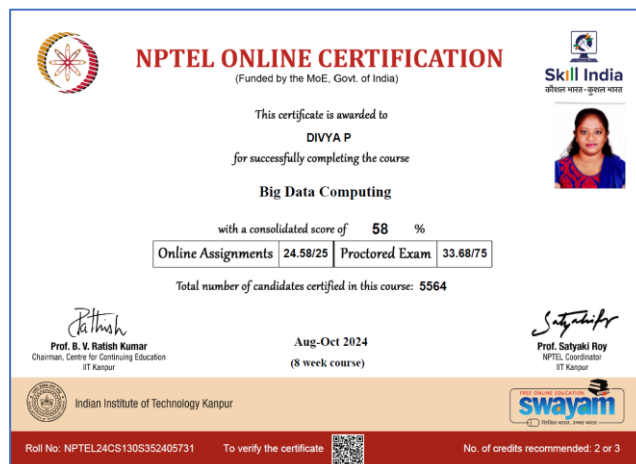 NPTEL ONLINE CERTIFICATION
(Funded by the MoE, Govt. of India)
Skill India
कौशल भारत - कुशल भारत
This certificate is awarded to
DIVYA P
for successfully completing the course
Big Data Computing
with a consolidated score of 58 %
Online Assignments 24.58/25 Proctored Exam 33.68/75
Total number of candidates certified in this course: 5564
Prof. B. V. Ratish Kumar
Chairman, Centre for Continuing Education
IIT Kanpur
Aug-Oct 2024
(8 week course)
Prof. Satyaki Roy
NPTEL Coordinator
IIT Kanpur
Indian Institute of Technology Kanpur
FREE ONLINE EDUCATION
swayam
शिक्षित भारत, उन्नत भारत
Roll No: NPTEL24CS130S352405731 To verify the certificate No. of credits recommended: 2 or 3